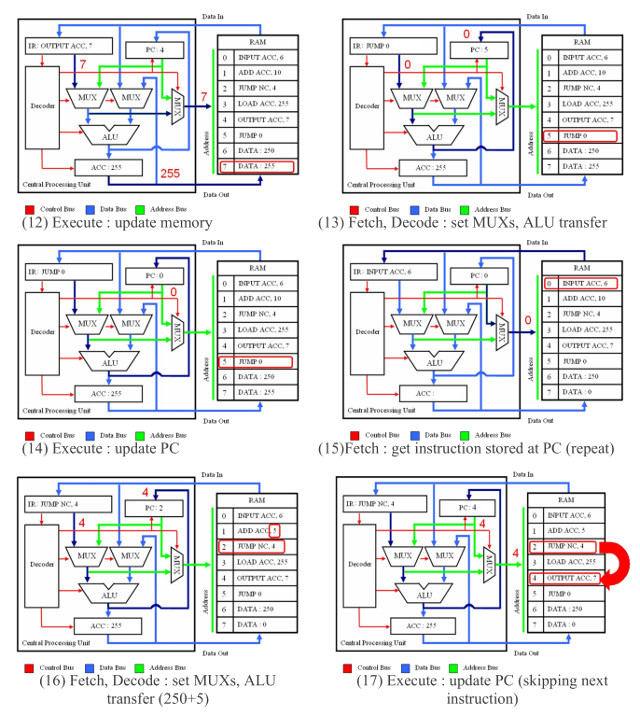 Data In
IR: OUTPUT ACC, 7
PC: 4
7
MUX
MUX
MUX
Decoder
ALU
ACC : 255
255
7
Address
Central Processing Unit
Data Out
RAM
0 INPUT ACC, 6
1 ADD ACC, 10
2 JUMP NC, 4
3 LOAD ACC, 255
4 OUTPUT ACC, 7
5 JUMP 0
6 DATA : 250
7 DATA : 255
Control Bus Data Bus Address Bus
(12) Execute : update memory
Data In
IR: JUMP 0
0
PC: 5
0
MUX
MUX
MUX
Decoder
ALU
ACC : 255
Address
Central Processing Unit
Data Out
RAM
0 INPUT ACC, 6
1 ADD ACC, 10
2 JUMP NC, 4
3 LOAD ACC, 255
4 OUTPUT ACC, 7
5 JUMP 0
6 DATA : 250
7 DATA : 255
Control Bus Data Bus Address Bus
(13) Fetch, Decode : set MUXs, ALU transfer
Data In
IR: JUMP 0
PC: 0
0
MUX
MUX
MUX
Decoder
ALU
ACC : 255
Address
Central Processing Unit
Data Out
RAM
0 INPUT ACC, 6
1 ADD ACC, 10
2 JUMP NC, 4
3 LOAD ACC, 255
4 OUTPUT ACC, 7
5 JUMP 0
6 DATA : 250
7 DATA : 255
Control Bus Data Bus Address Bus
(14) Execute : update PC
Data In
IR: INPUT ACC, 6
PC: 0
0
MUX
MUX
MUX
Decoder
ALU
ACC : 255
Address
Central Processing Unit
Data Out
RAM
0 INPUT ACC, 6
1 ADD ACC, 10
2 JUMP NC, 4
3 LOAD ACC, 255
4 OUTPUT ACC, 7
5 JUMP 0
6 DATA : 250
7 DATA : 0
Control Bus Data Bus Address Bus
(15)Fetch : get instruction stored at PC (repeat)
Data In
IR: JUMP NC, 4
4
PC: 2
4
MUX
MUX
MUX
Decoder
ALU
ACC : 255
Address
Central Processing Unit
Data Out
RAM
0 INPUT ACC, 6
1 ADD ACC, 5
2 JUMP NC, 4
3 LOAD ACC, 255
4 OUTPUT ACC, 7
5 JUMP 0
6 DATA : 250
7 DATA : 0
Control Bus Data Bus Address Bus
(16) Fetch, Decode : set MUXs, ALU
transfer (250+5)
Data In
IR: JUMP NC, 4
PC: 4
4
4
MUX
MUX
MUX
Decoder
ALU
ACC : 255
Address
Central Processing Unit
Data Out
RAM
0 INPUT ACC, 6
1 ADD ACC, 5
2 JUMP NC, 4
3 LOAD ACC, 255
4 OUTPUT ACC, 7
5 JUMP 0
6 DATA : 250
7 DATA : 0
Control Bus Data Bus Address Bus
(17) Execute : update PC (skipping next
instruction)